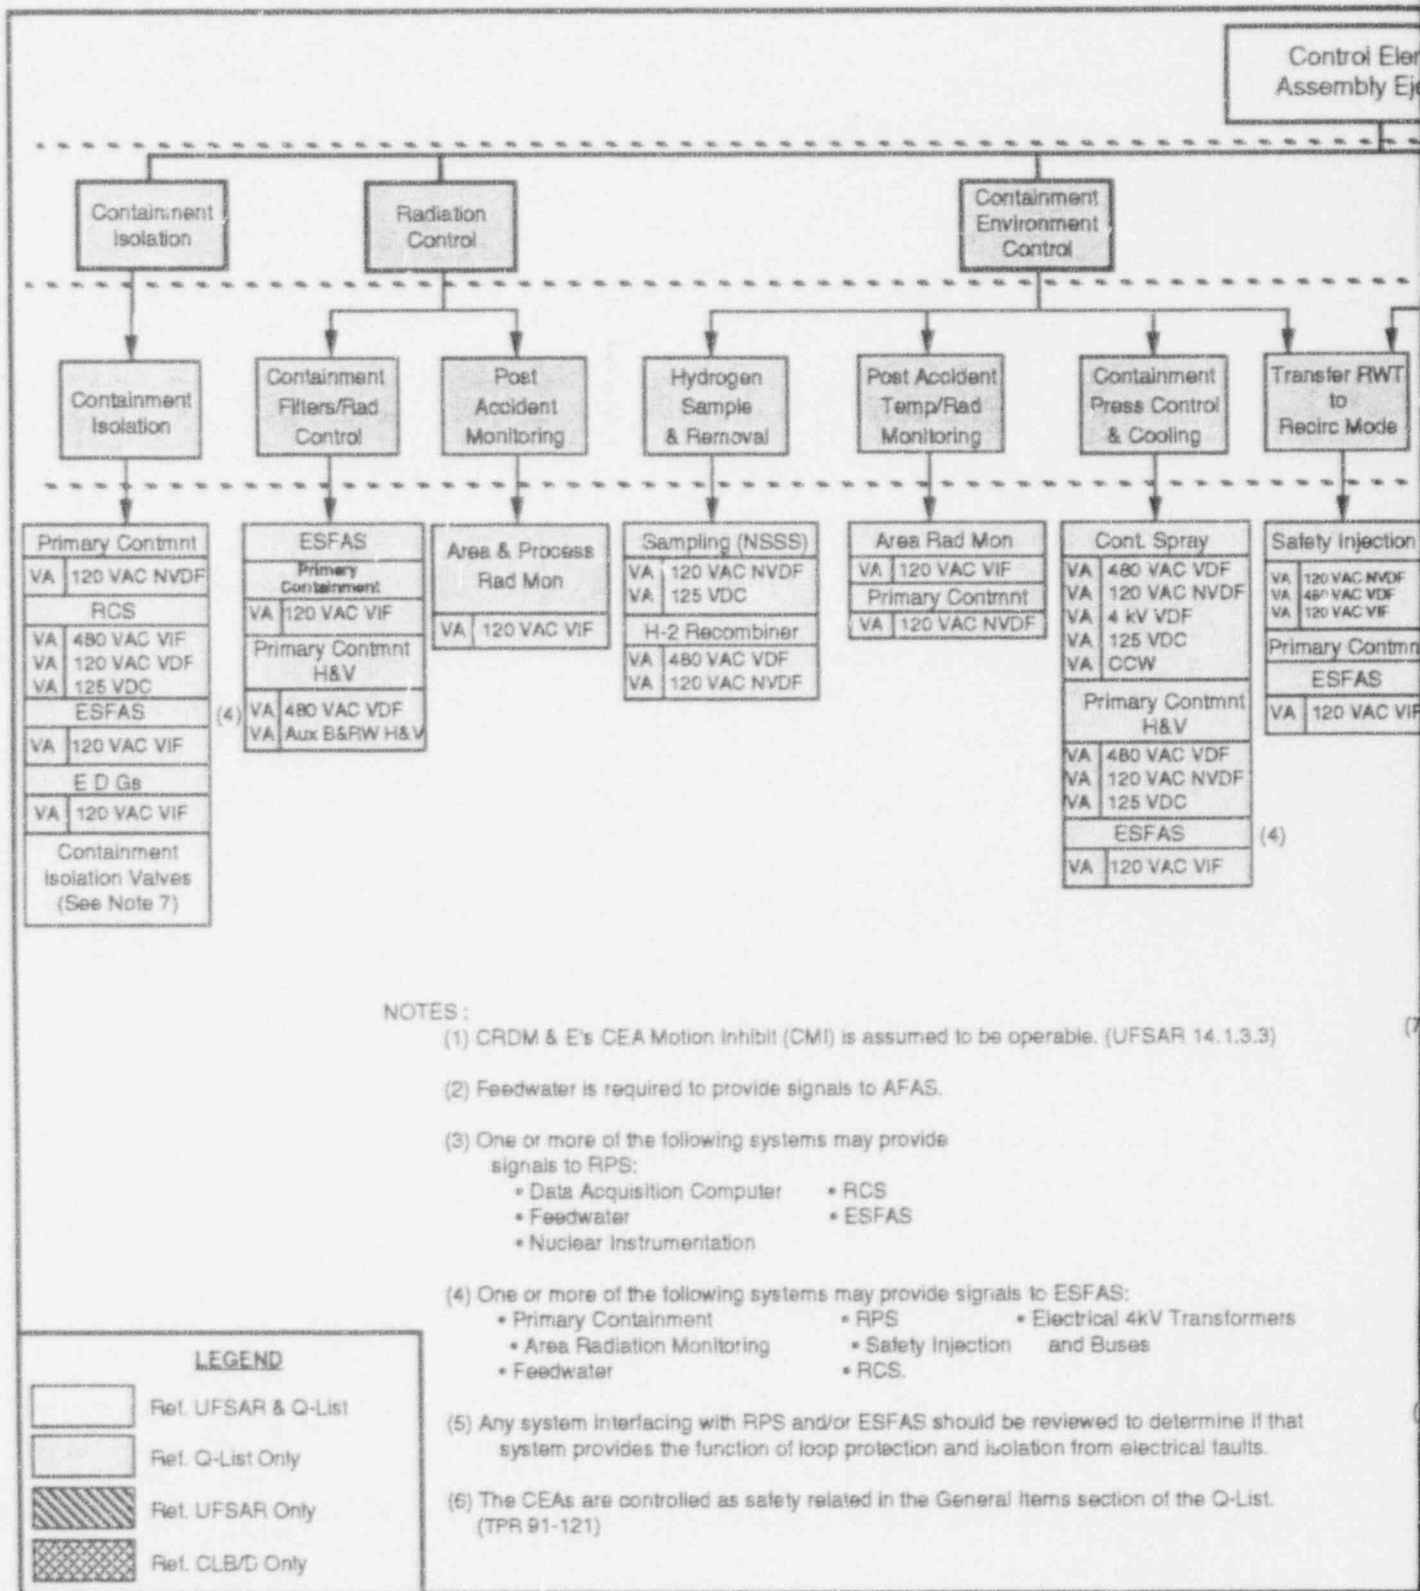 Control Elem
Assembly Eje
Containment
Isolation
Radiation
Control
Containment
Environment
Control
Containment
Isolation
Containment
Filters/Rad
Control
Post
Accident
Monitoring
Hydrogen
Sample
& Removal
Post Accident
Temp/Rad
Monitoring
Containment
Press Control
& Cooling
Transfer RWT
to
Recirc Mode
Primary Contmnt
VA 120 VAC NVDF
RCS
VA 480 VAC VIF
VA 120 VAC VDF
VA 125 VDC
ESFAS
(4)
VA 120 VAC VIF
E D Gs
VA 120 VAC VIF
Containment
Isolation Valves
(See Note 7)
ESFAS
Primary
Containment
VA 120 VAC VIF
Primary Contmnt
H&V
VA 480 VAC VDF
VA Aux B&RW H&V
Area & Process
Rad Mon
VA 120 VAC VIF
Sampling (NSSS)
VA 120 VAC NVDF
VA 125 VDC
H-2 Recombiner
VA 480 VAC VDF
VA 120 VAC NVDF
Area Rad Mon
VA 120 VAC VIF
Primary Contmnt
VA 120 VAC NVDF
Cont. Spray
VA 480 VAC VDF
VA 120 VAC NVDF
VA 4 kV VDF
VA 125 VDC
VA CCW
Primary Contmnt
H&V
VA 480 VAC VDF
VA 120 VAC NVDF
VA 125 VDC
ESFAS
(4)
VA 120 VAC VIF
Safety Injection
VA 120 VAC NVDF
VA 480 VAC VDF
VA 120 VAC VIF
Primary Contmn
ESFAS
VA 120 VAC VIF
NOTES :
(1) CRDM & E's CEA Motion Inhibit (CMI) is assumed to be operable. (UFSAR 14.1.3.3)
(7
(2) Feedwater is required to provide signals to AFAS.
(3) One or more of the following systems may provide
signals to RPS:
• Data Acquisition Computer • RCS
• Feedwater • ESFAS
• Nuclear Instrumentation
(4) One or more of the following systems may provide signals to ESFAS:
• Primary Containment • RPS • Electrical 4kV Transformers
• Area Radiation Monitoring • Safety Injection and Buses
• Feedwater • RCS.
(5) Any system interfacing with RPS and/or ESFAS should be reviewed to determine if that
system provides the function of loop protection and isolation from electrical faults.
(6) The CEAs are controlled as safety related in the General Items section of the Q-List.
(TPR 91-121)
(
LEGEND
Ref. UFSAR & Q-List
Ref. Q-List Only
Ref. UFSAR Only
Ref. CLB/D Only